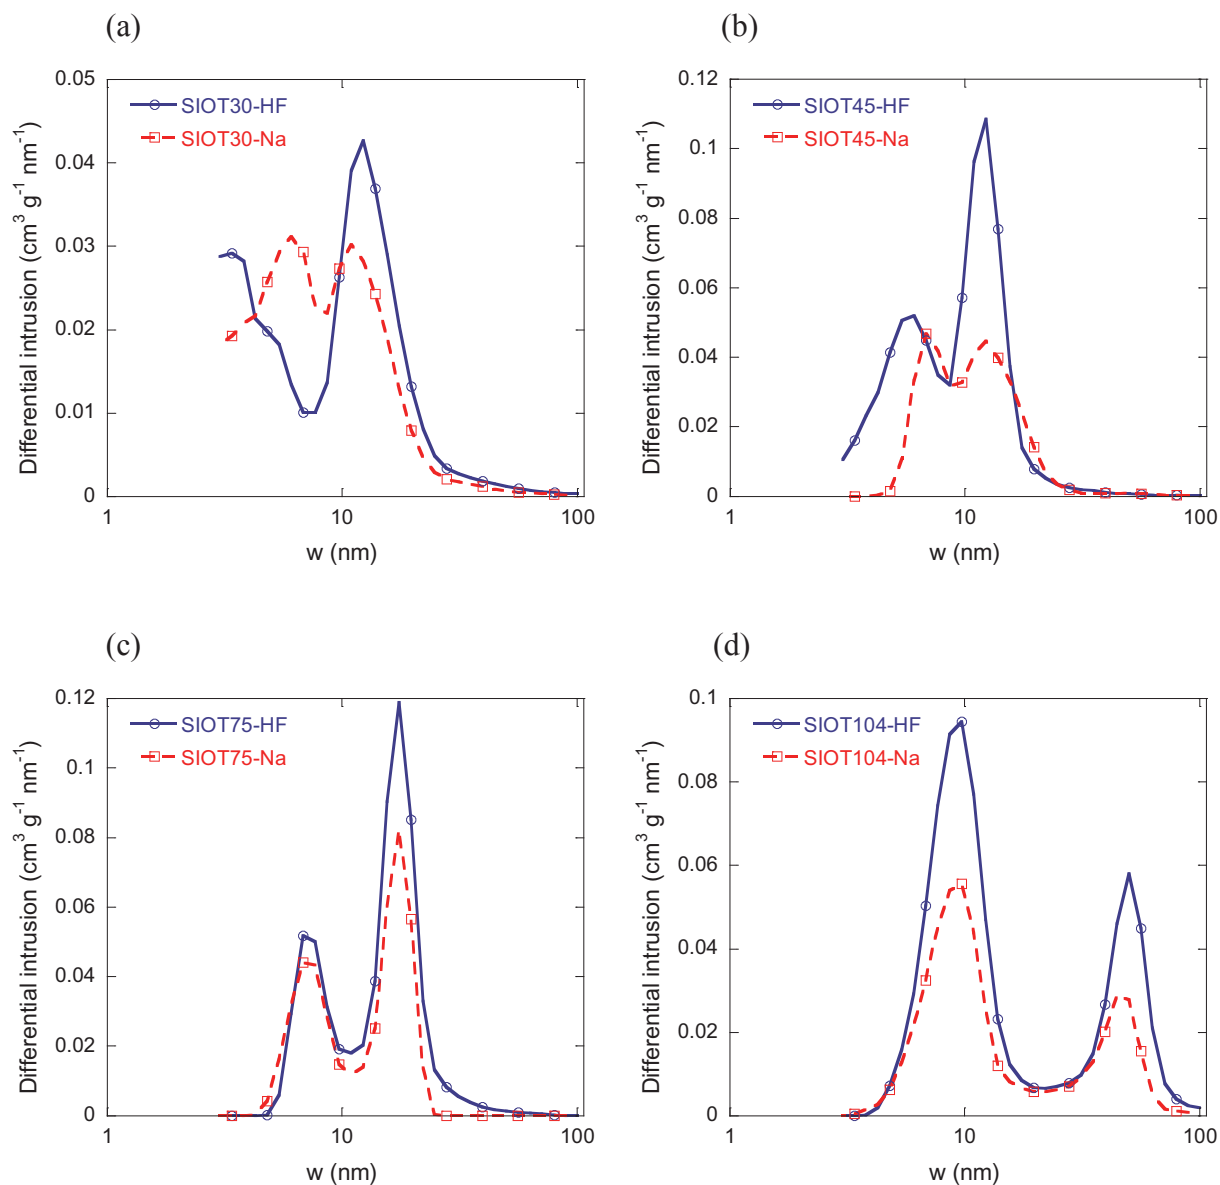 (a)
0.05
0.04
0.03
0.02
0.01
0
Differential intrusion (cm³ g⁻¹ nm⁻¹)
SIOT30-HF
SIOT30-Na
1
10
100
w (nm)
(b)
0.12
0.1
0.08
0.06
0.04
0.02
0
Differential intrusion (cm³ g⁻¹ nm⁻¹)
SIOT45-HF
SIOT45-Na
1
10
100
w (nm)
(c)
0.12
0.1
0.08
0.06
0.04
0.02
0
Differential intrusion (cm³ g⁻¹ nm⁻¹)
SIOT75-HF
SIOT75-Na
1
10
100
w (nm)
(d)
0.1
0.08
0.06
0.04
0.02
0
Differential intrusion (cm³ g⁻¹ nm⁻¹)
SIOT104-HF
SIOT104-Na
1
10
100
w (nm)